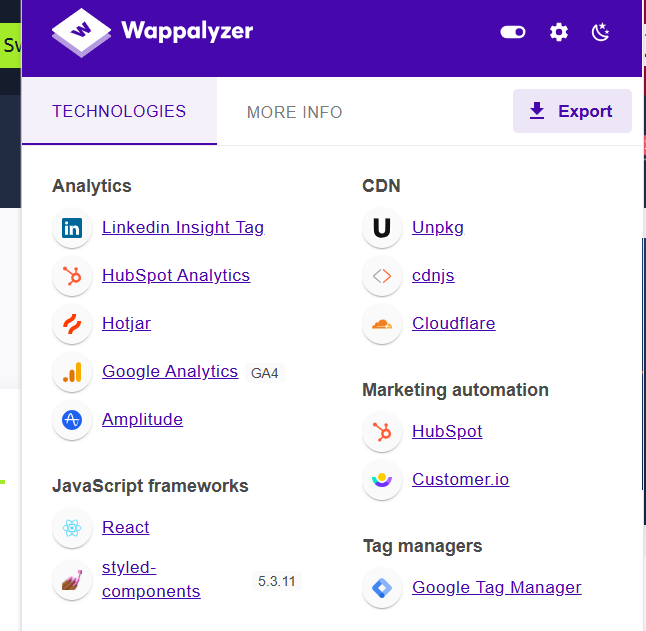 Sw
Wappalyzer
TECHNOLOGIES
MORE INFO
Export
Analytics
Linkedin Insight Tag
HubSpot Analytics
Hotjar
Google Analytics GA4
Amplitude
JavaScript frameworks
React
styled-
components 5.3.11
CDN
Unpkg
cdnjs
Cloudflare
Marketing automation
HubSpot
Customer.io
Tag managers
Google Tag Manager